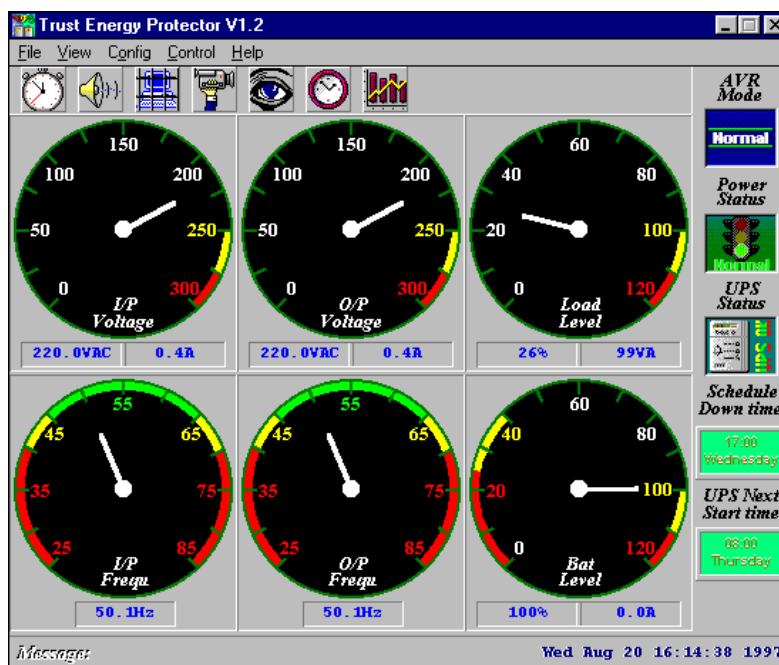 Trust Energy Protector V1.2
File View Config Control Help
AVR Mode
Normal
Power Status
Normal
UPS Status
Schedule Down time
17:00
Wednesday
UPS Next Start time
08:00
Thursday
0 50 100 150 200 250 300
I/P Voltage
220.0VAC 0.4A
0 50 100 150 200 250 300
O/P Voltage
220.0VAC 0.4A
0 20 40 60 80 100 120
Load Level
26% 99VA
25 35 45 55 65 75 85
I/P Frequ
50.1Hz
25 35 45 55 65 75 85
O/P Frequ
50.1Hz
0 20 40 60 80 100 120
Bat Level
100% 0.0A
Message:
Wed Aug 20 16:14:38 1997